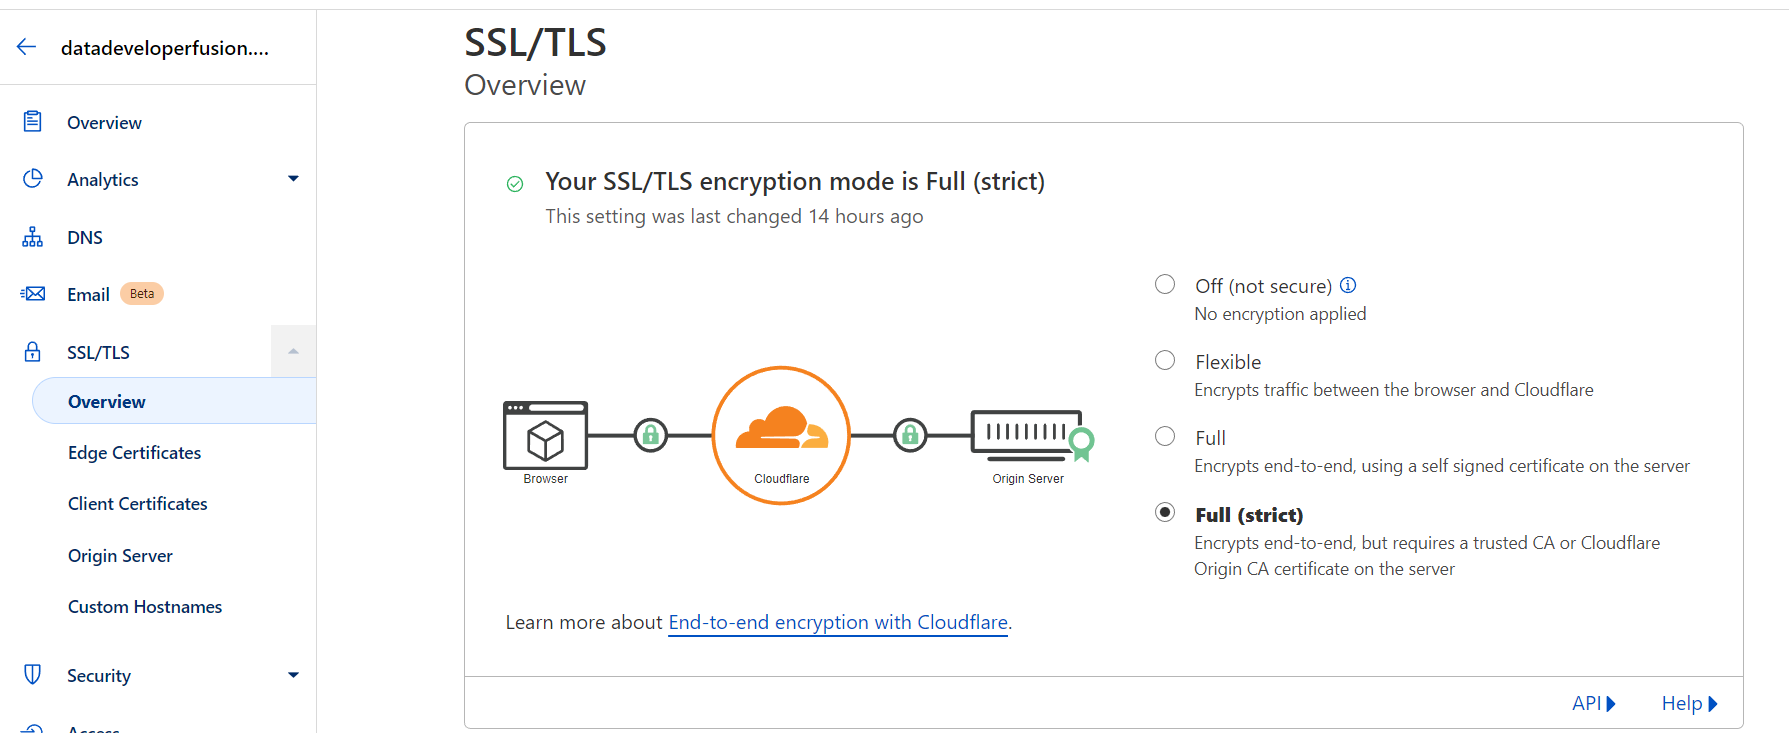 datadeveloperfusion....
Overview
Analytics
DNS
Email Beta
SSL/TLS
Overview
Edge Certificates
Client Certificates
Origin Server
Custom Hostnames
Security
Access
SSL/TLS
Overview
Your SSL/TLS encryption mode is Full (strict)
This setting was last changed 14 hours ago
Browser
Cloudflare
Origin Server
Off (not secure)
No encryption applied
Flexible
Encrypts traffic between the browser and Cloudflare
Full
Encrypts end-to-end, using a self signed certificate on the server
Full (strict)
Encrypts end-to-end, but requires a trusted CA or Cloudflare
Origin CA certificate on the server
Learn more about End-to-end encryption with Cloudflare.
API
Help